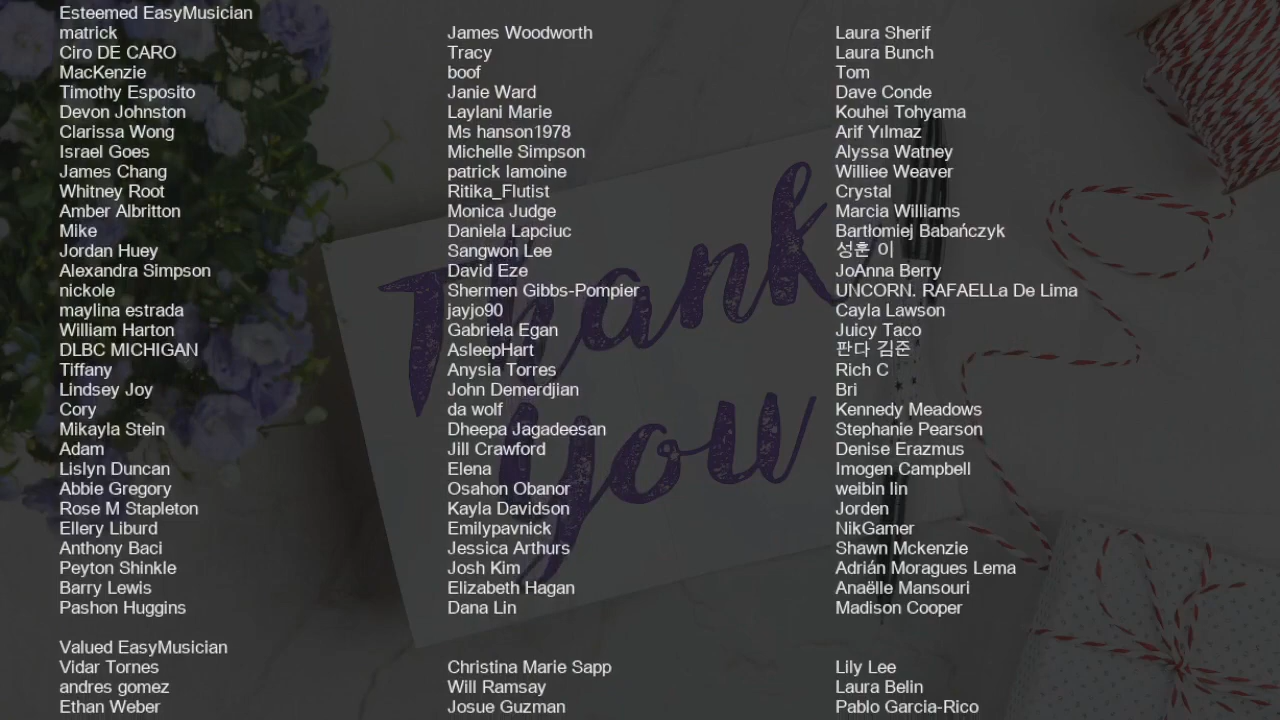 Esteemed EasyMusician
matrick
Ciro DE CARO
MacKenzie
Timothy Esposito
Devon Johnston
Clarissa Wong
Israel Goes
James Chang
Whitney Root
Amber Albritton
Mike
Jordan Huey
Alexandra Simpson
nickole
maylina estrada
William Harton
DLBC MICHIGAN
Tiffany
Lindsey Joy
Cory
Mikayla Stein
Adam
Lislyn Duncan
Abbie Gregory
Rose M Stapleton
Ellery Liburd
Anthony Baci
Peyton Shinkle
Barry Lewis
Pashon Huggins
James Woodworth
Tracy
boof
Janie Ward
Laylani Marie
Ms hanson1978
Michelle Simpson
patrick lamoine
Ritika_Flutist
Monica Judge
Daniela Lapciuc
Sangwon Lee
David Eze
Shermen Gibbs-Pompier
jayjo90
Gabriela Egan
AsleepHart
Anysia Torres
John Demerdjian
da wolf
Dheepa Jagadeesan
Jill Crawford
Elena
Osahon Obanor
Kayla Davidson
Emilypavnick
Jessica Arthurs
Josh Kim
Elizabeth Hagan
Dana Lin
Laura Sherif
Laura Bunch
Tom
Dave Conde
Kouhei Tohyama
Arif Yılmaz
Alyssa Watney
Williee Weaver
Crystal
Marcia Williams
Bartłomiej Babańczyk
성훈 이
JoAnna Berry
UNCORN. RAFAELLa De Lima
Cayla Lawson
Juicy Taco
판다 김준
Rich C
Bri
Kennedy Meadows
Stephanie Pearson
Denise Erazmus
Imogen Campbell
weibin lin
Jorden
NikGamer
Shawn Mckenzie
Adrián Moragues Lema
Anaëlle Mansouri
Madison Cooper
Valued EasyMusician
Vidar Tornes
andres gomez
Ethan Weber
Christina Marie Sapp
Will Ramsay
Josue Guzman
Lily Lee
Laura Belin
Pablo Garcia-Rico
Thank
you